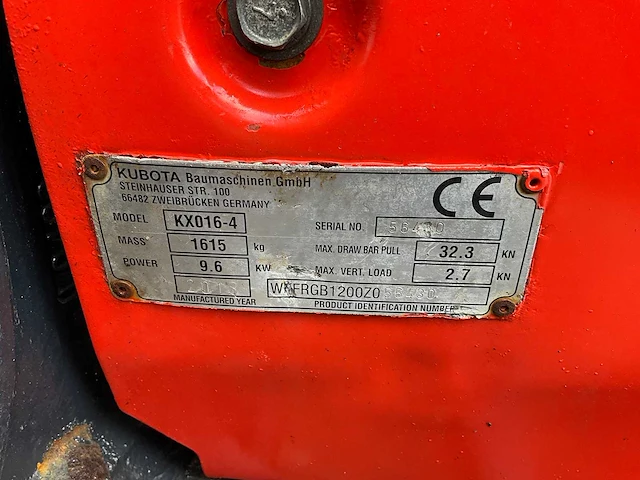 KUBOTA Baumaschinen GmbH
STEINHAUSER STR. 100
66482 ZWEIBRÜCKEN GERMANY
CE
MODEL KX016-4
SERIAL NO.
MASS 1615 kg
MAX. DRAW BAR PULL 32.3 KN
POWER 9.6 KW
MAX. VERT. LOAD 2.7 KN
MANUFACTURED YEAR
PRODUCT IDENTIFICATION NUMBER